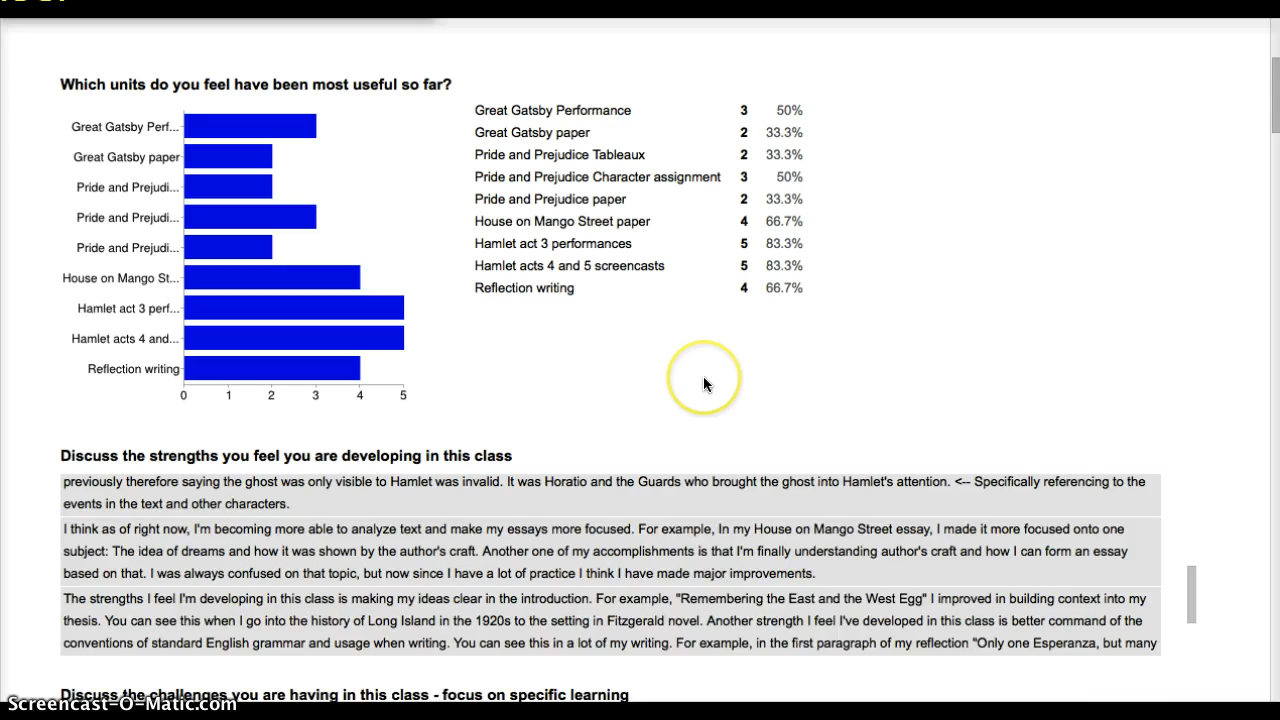 Which units do you feel have been most useful so far?
Great Gatsby Perf...
Great Gatsby paper
Pride and Prejudi...
Pride and Prejudi...
Pride and Prejudi...
House on Mango St...
Hamlet act 3 perf...
Hamlet acts 4 and...
Reflection writing
0 1 2 3 4 5
Great Gatsby Performance 3 50%
Great Gatsby paper 2 33.3%
Pride and Prejudice Tableaux 2 33.3%
Pride and Prejudice Character assignment 3 50%
Pride and Prejudice paper 2 33.3%
House on Mango Street paper 4 66.7%
Hamlet act 3 performances 5 83.3%
Hamlet acts 4 and 5 screencasts 5 83.3%
Reflection writing 4 66.7%
Discuss the strengths you feel you are developing in this class
previously therefore saying the ghost was only visible to Hamlet was invalid. It was Horatio and the Guards who brought the ghost into Hamlet's attention. <-- Specifically referencing to the
events in the text and other characters.
I think as of right now, I'm becoming more able to analyze text and make my essays more focused. For example, In my House on Mango Street essay, I made it more focused onto one
subject: The idea of dreams and how it was shown by the author's craft. Another one of my accomplishments is that I'm finally understanding author's craft and how I can form an essay
based on that. I was always confused on that topic, but now since I have a lot of practice I think I have made major improvements.
The strengths I feel I'm developing in this class is making my ideas clear in the introduction. For example, "Remembering the East and the West Egg" I improved in building context into my
thesis. You can see this when I go into the history of Long Island in the 1920s to the setting in Fitzgerald novel. Another strength I feel I've developed in this class is better command of the
conventions of standard English grammar and usage when writing. You can see this in a lot of my writing. For example, in the first paragraph of my reflection "Only one Esperanza, but many
Discuss the challenges you are having in this class - focus on specific learning
Screencast-O-Matic.com